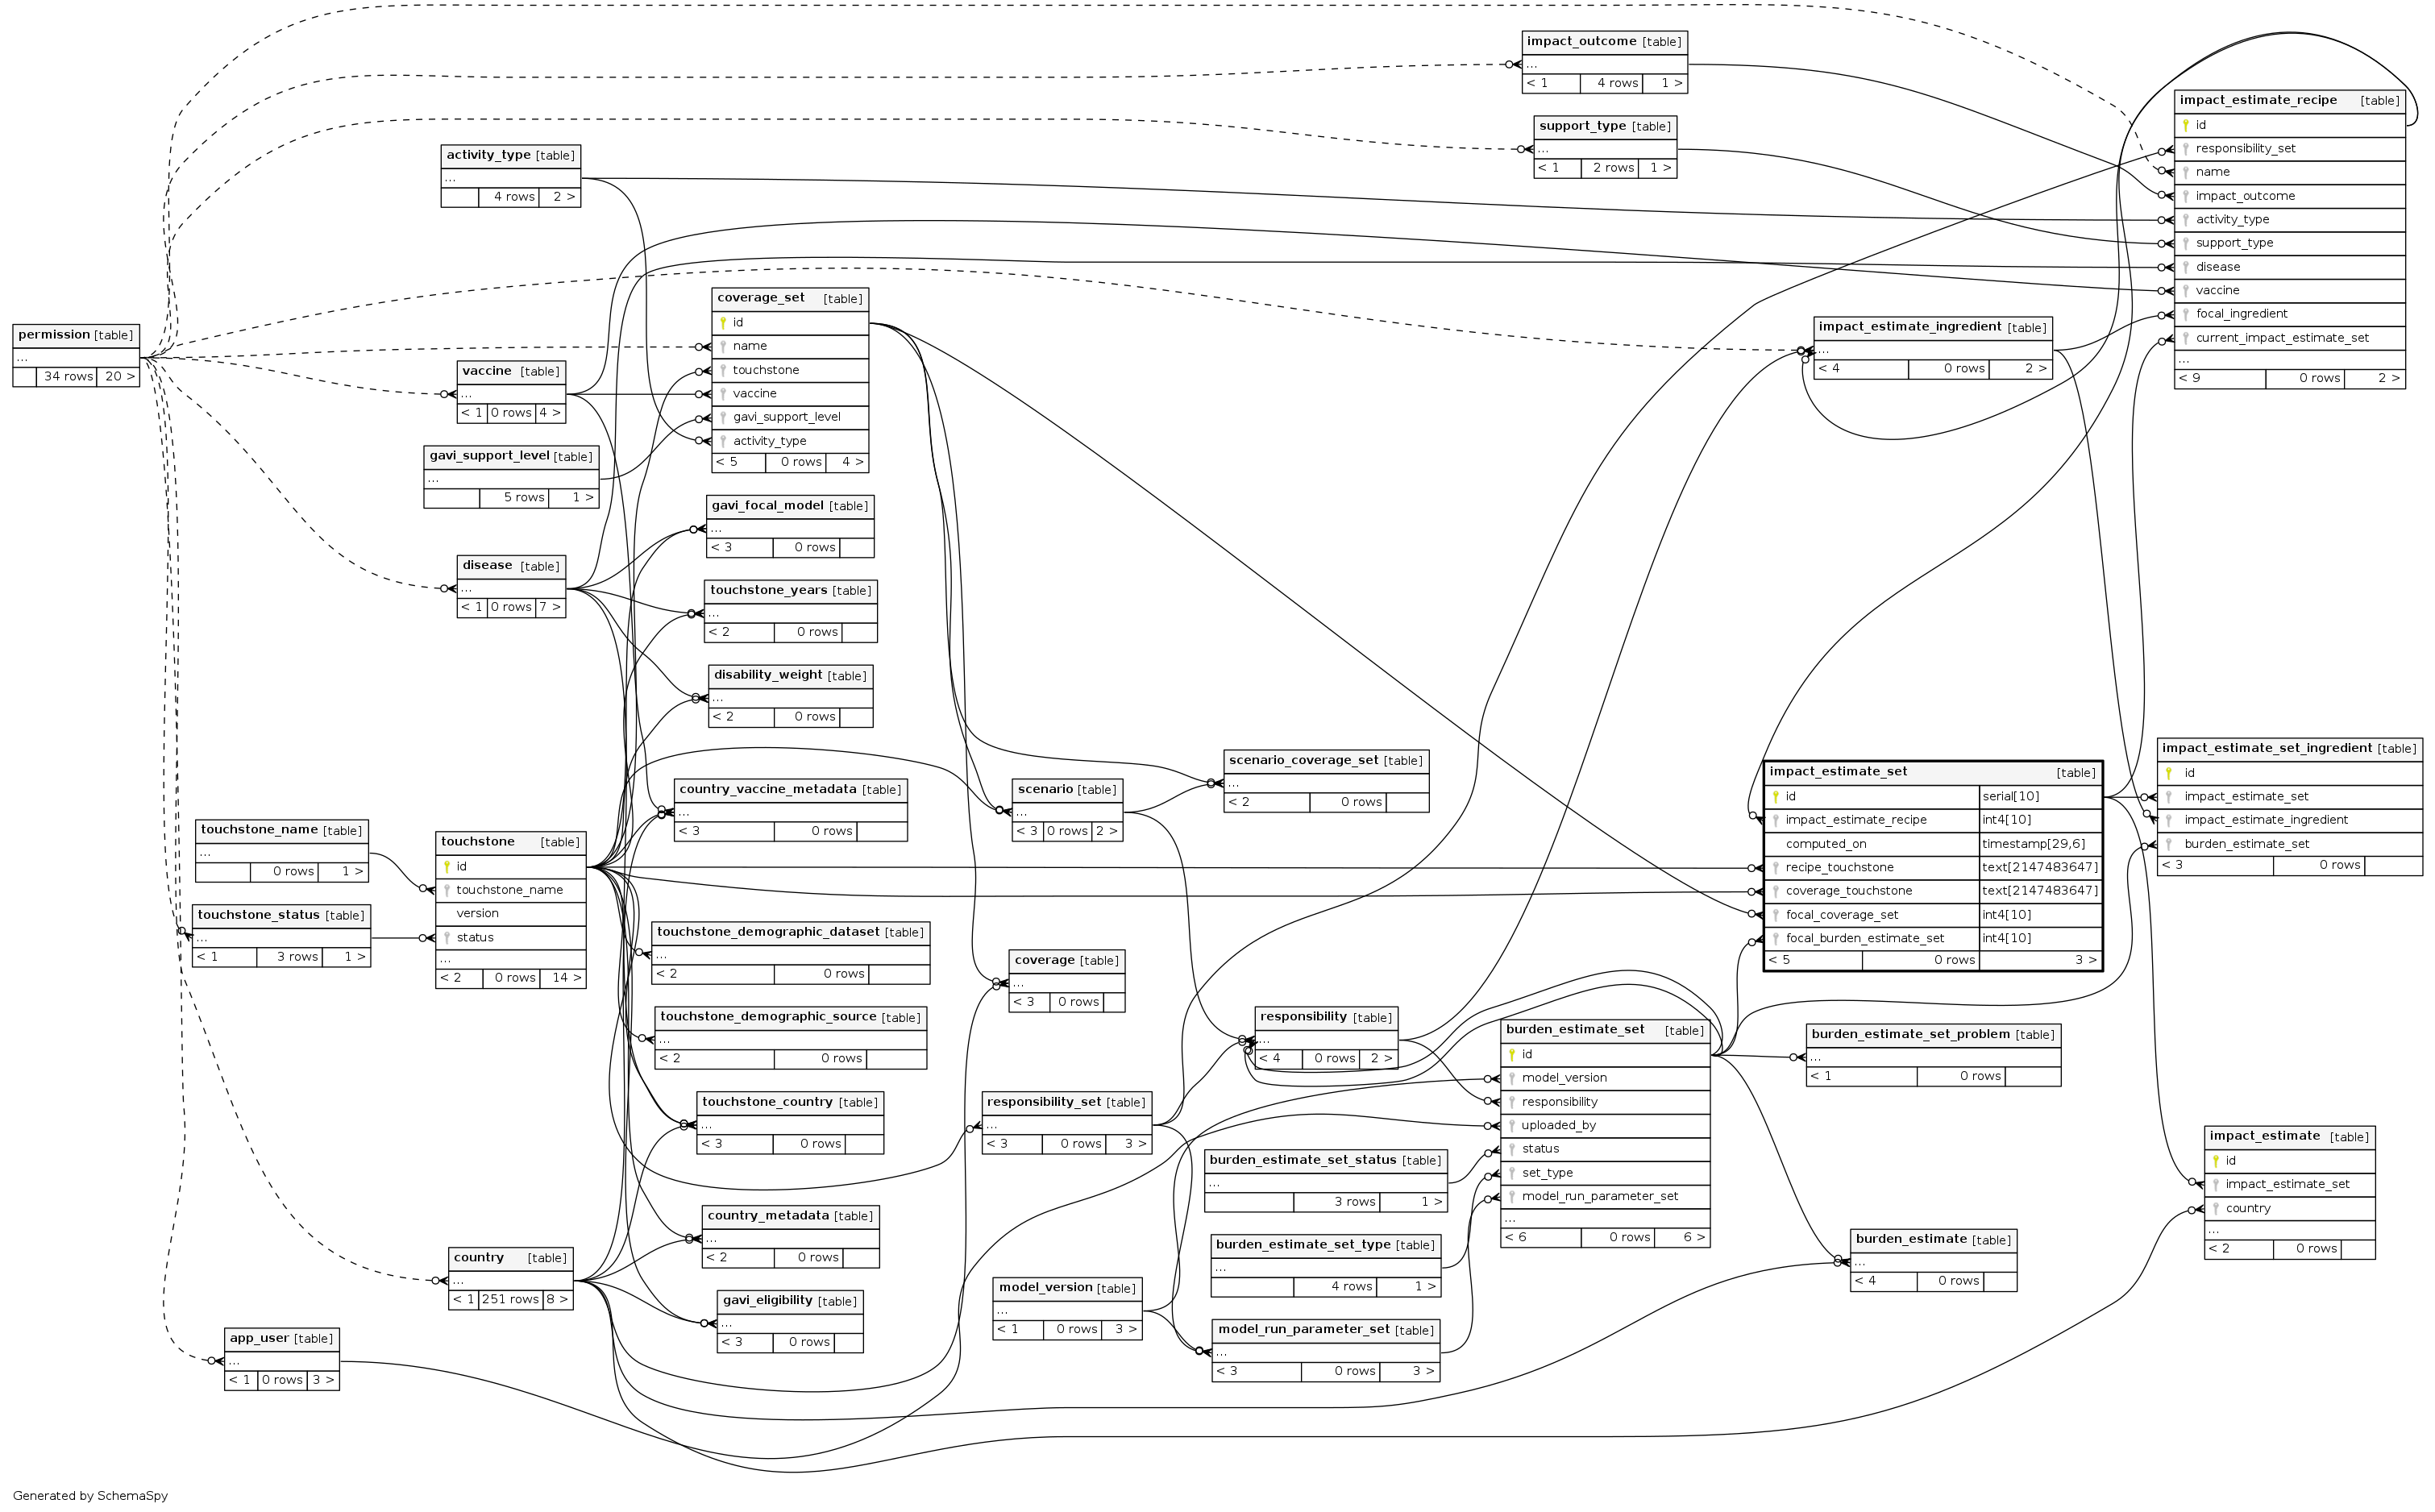 impact_outcome [table]
...
< 1 4 rows 1 >
impact_estimate_recipe [table]
id
responsibility_set
name
impact_outcome
activity_type
support_type
disease
vaccine
focal_ingredient
current_impact_estimate_set
...
< 9 0 rows 2 >
support_type [table]
...
< 1 2 rows 1 >
activity_type [table]
...
4 rows 2 >
coverage_set [table]
id
name
touchstone
vaccine
gavi_support_level
activity_type
< 5 0 rows 4 >
impact_estimate_ingredient [table]
...
< 4 0 rows 2 >
permission [table]
...
34 rows 20 >
vaccine [table]
...
< 1 0 rows 4 >
gavi_support_level [table]
...
5 rows 1 >
gavi_focal_model [table]
...
< 3 0 rows
disease [table]
...
< 1 0 rows 7 >
touchstone_years [table]
...
< 2 0 rows
disability_weight [table]
...
< 2 0 rows
scenario_coverage_set [table]
...
< 2 0 rows
impact_estimate_set_ingredient [table]
id
impact_estimate_set
impact_estimate_ingredient
burden_estimate_set
< 3 0 rows
impact_estimate_set [table]
id serial[10]
impact_estimate_recipe int4[10]
computed_on timestamp[29,6]
recipe_touchstone text[2147483647]
coverage_touchstone text[2147483647]
focal_coverage_set int4[10]
focal_burden_estimate_set int4[10]
< 5 0 rows 3 >
country_vaccine_metadata [table]
...
< 3 0 rows
scenario [table]
...
< 3 0 rows 2 >
touchstone_name [table]
...
0 rows 1 >
touchstone [table]
id
touchstone_name
version
status
...
< 2 0 rows 14 >
touchstone_status [table]
...
< 1 3 rows 1 >
touchstone_demographic_dataset [table]
...
< 2 0 rows
coverage [table]
...
< 3 0 rows
touchstone_demographic_source [table]
...
< 2 0 rows
responsibility [table]
...
< 4 0 rows 2 >
burden_estimate_set [table]
id
model_version
responsibility
uploaded_by
status
set_type
model_run_parameter_set
...
< 6 0 rows 6 >
burden_estimate_set_problem [table]
...
< 1 0 rows
touchstone_country [table]
...
< 3 0 rows
responsibility_set [table]
...
< 3 0 rows 3 >
impact_estimate [table]
id
impact_estimate_set
country
...
< 2 0 rows
burden_estimate_set_status [table]
...
3 rows 1 >
country_metadata [table]
...
< 2 0 rows
burden_estimate_set_type [table]
...
4 rows 1 >
burden_estimate [table]
...
< 4 0 rows
country [table]
...
< 1 251 rows 8 >
model_version [table]
...
< 1 0 rows 3 >
gavi_eligibility [table]
...
< 3 0 rows
model_run_parameter_set [table]
...
< 3 0 rows 3 >
app_user [table]
...
< 1 0 rows 3 >
Generated by SchemaSpy